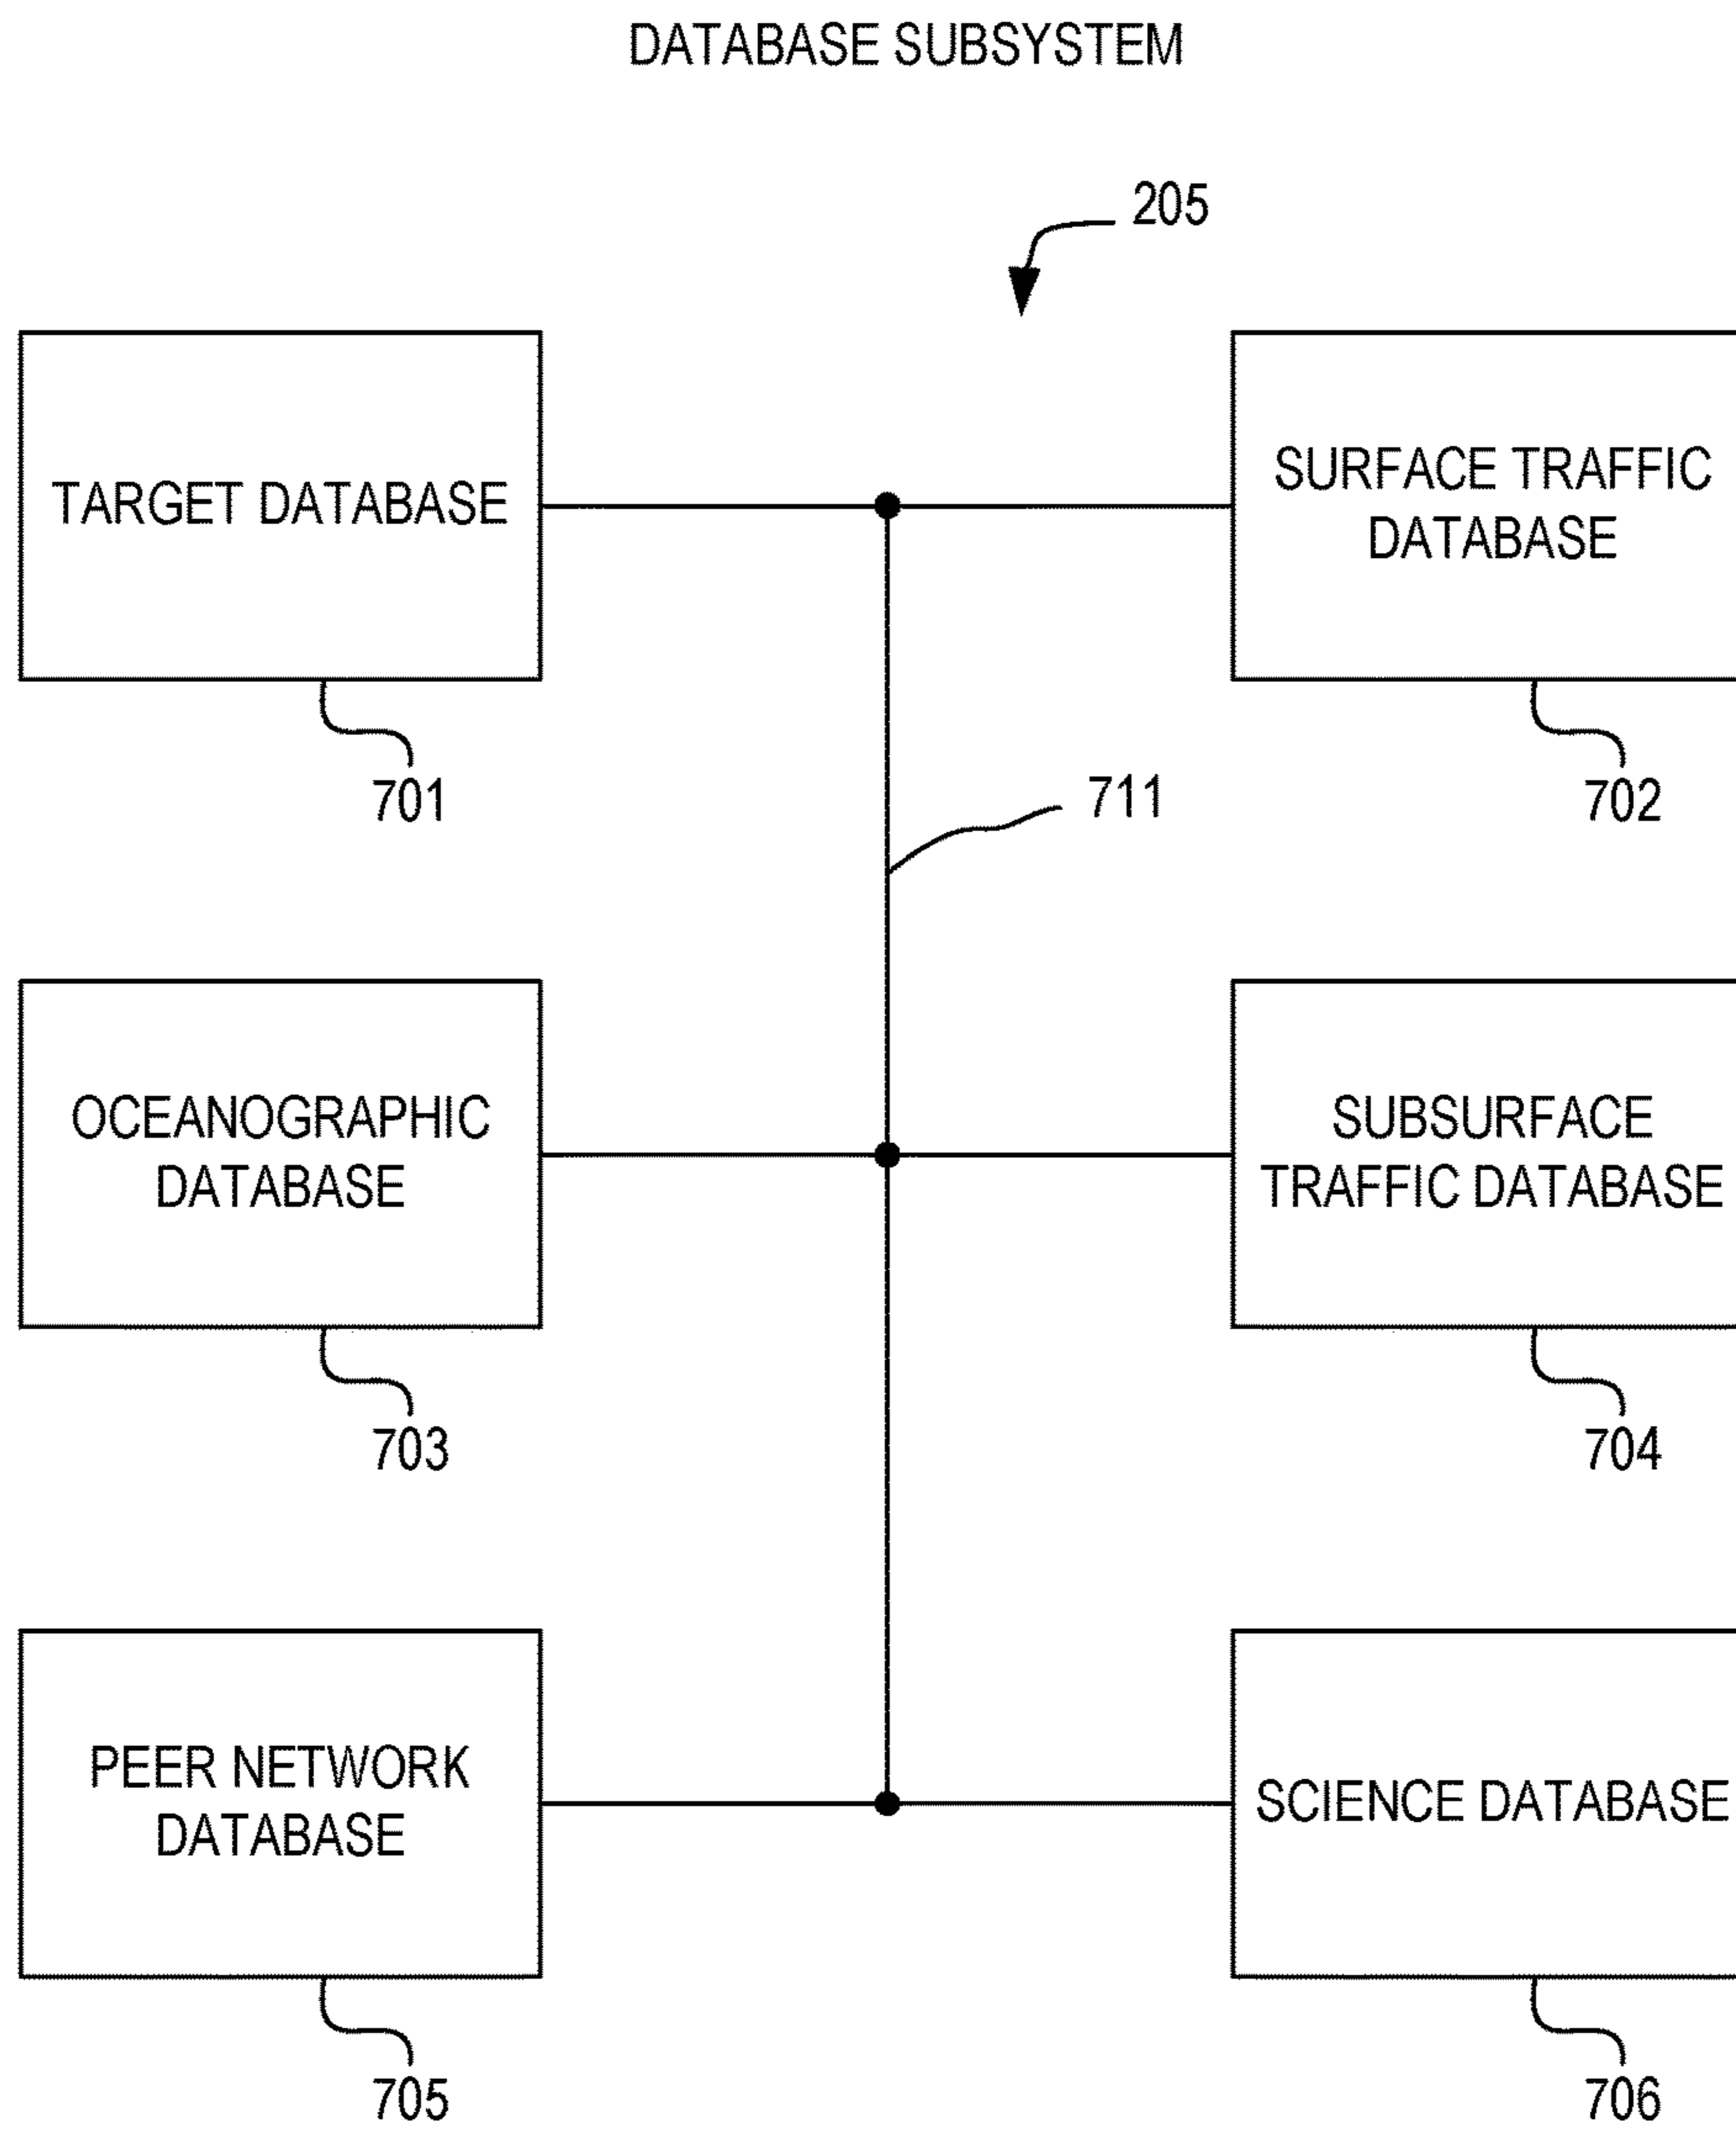 DATABASE SUBSYSTEM
205
TARGET DATABASE
SURFACE TRAFFIC
DATABASE
701
702
711
OCEANOGRAPHIC
DATABASE
SUBSURFACE
TRAFFIC DATABASE
703
704
PEER NETWORK
DATABASE
SCIENCE DATABASE
705
706